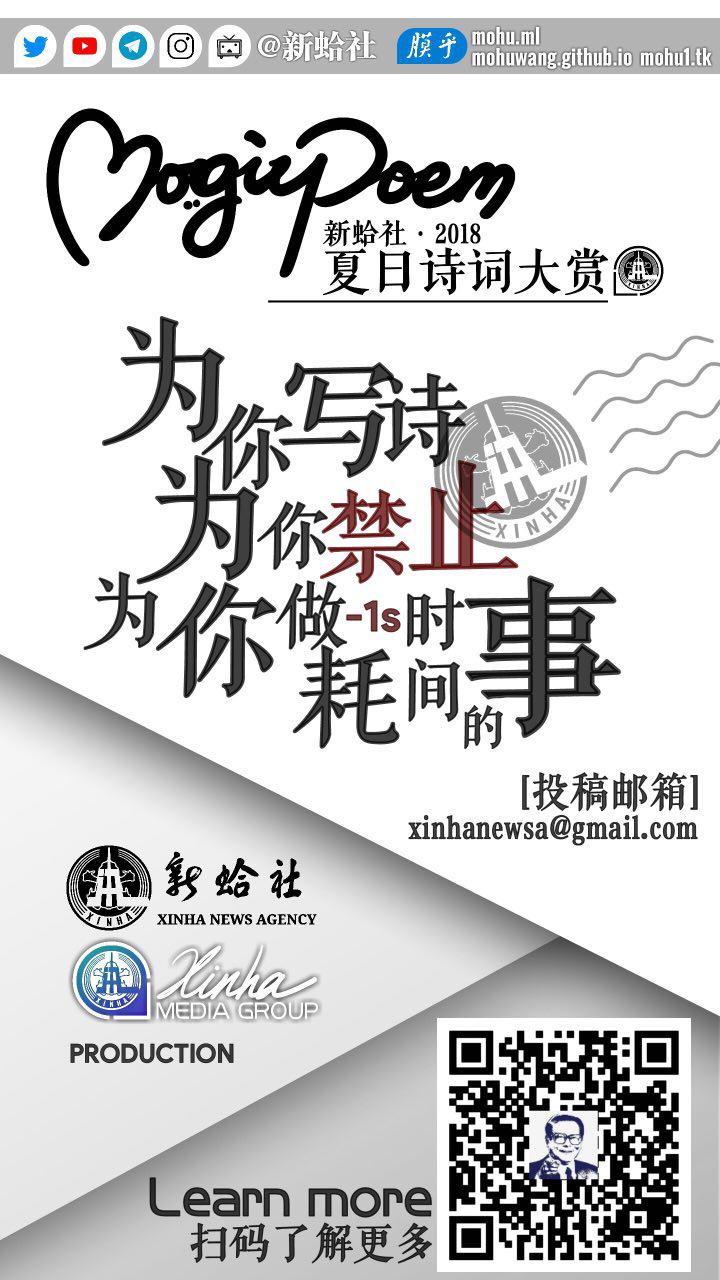 @新蛤社
膜乎
mohu.ml
mohuwang.github.io mohu1.tk
MogicPoem
新蛤社·2018
夏日诗词大赏
为你写诗
XINHA
为你禁止
为你做-1s时
耗间的事
[投稿邮箱]
xinhanewsa@gmail.com
新蛤社
XINHA
XINHA NEWS AGENCY
XINHA
Xinha
MEDIA GROUP
PRODUCTION
Learn more
扫码了解更多